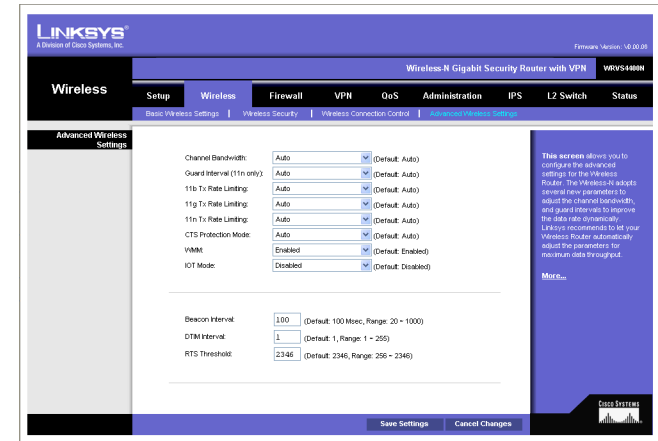 LINKSYS®
A Division of Cisco Systems, Inc.
Firmware Version: V0.00.06
Wireless-N Gigabit Security Router with VPN WRVS4400N
Wireless
Setup Wireless Firewall VPN QoS Administration IPS L2 Switch Status
Basic Wireless Settings | Wireless Security | Wireless Connection Control | Advanced Wireless Settings
Advanced Wireless
Settings
Channel Bandwidth: Auto (Default: Auto)
Guard Interval (11n only): Auto (Default: Auto)
11b Tx Rate Limiting: Auto (Default: Auto)
11g Tx Rate Limiting: Auto (Default: Auto)
11n Tx Rate Limiting: Auto (Default: Auto)
CTS Protection Mode: Auto (Default: Auto)
WMM: Enabled (Default: Enabled)
IOT Mode: Disabled (Default: Disabled)
Beacon Interval: 100 (Default: 100 Msec, Range: 20 ~ 1000)
DTIM Interval: 1 (Default: 1, Range: 1 ~ 255)
RTS Threshold: 2346 (Default: 2346, Range: 256 ~ 2346)
This screen allows you to
configure the advanced
settings for the Wireless
Router. The Wireless-N adopts
several new parameters to
adjust the channel bandwidth,
and guard intervals to improve
the data rate dynamically.
Linksys recommends to let your
Wireless Router automatically
adjust the parameters for
maximum data throughput.
More...
Save Settings Cancel Changes
CISCO SYSTEMS